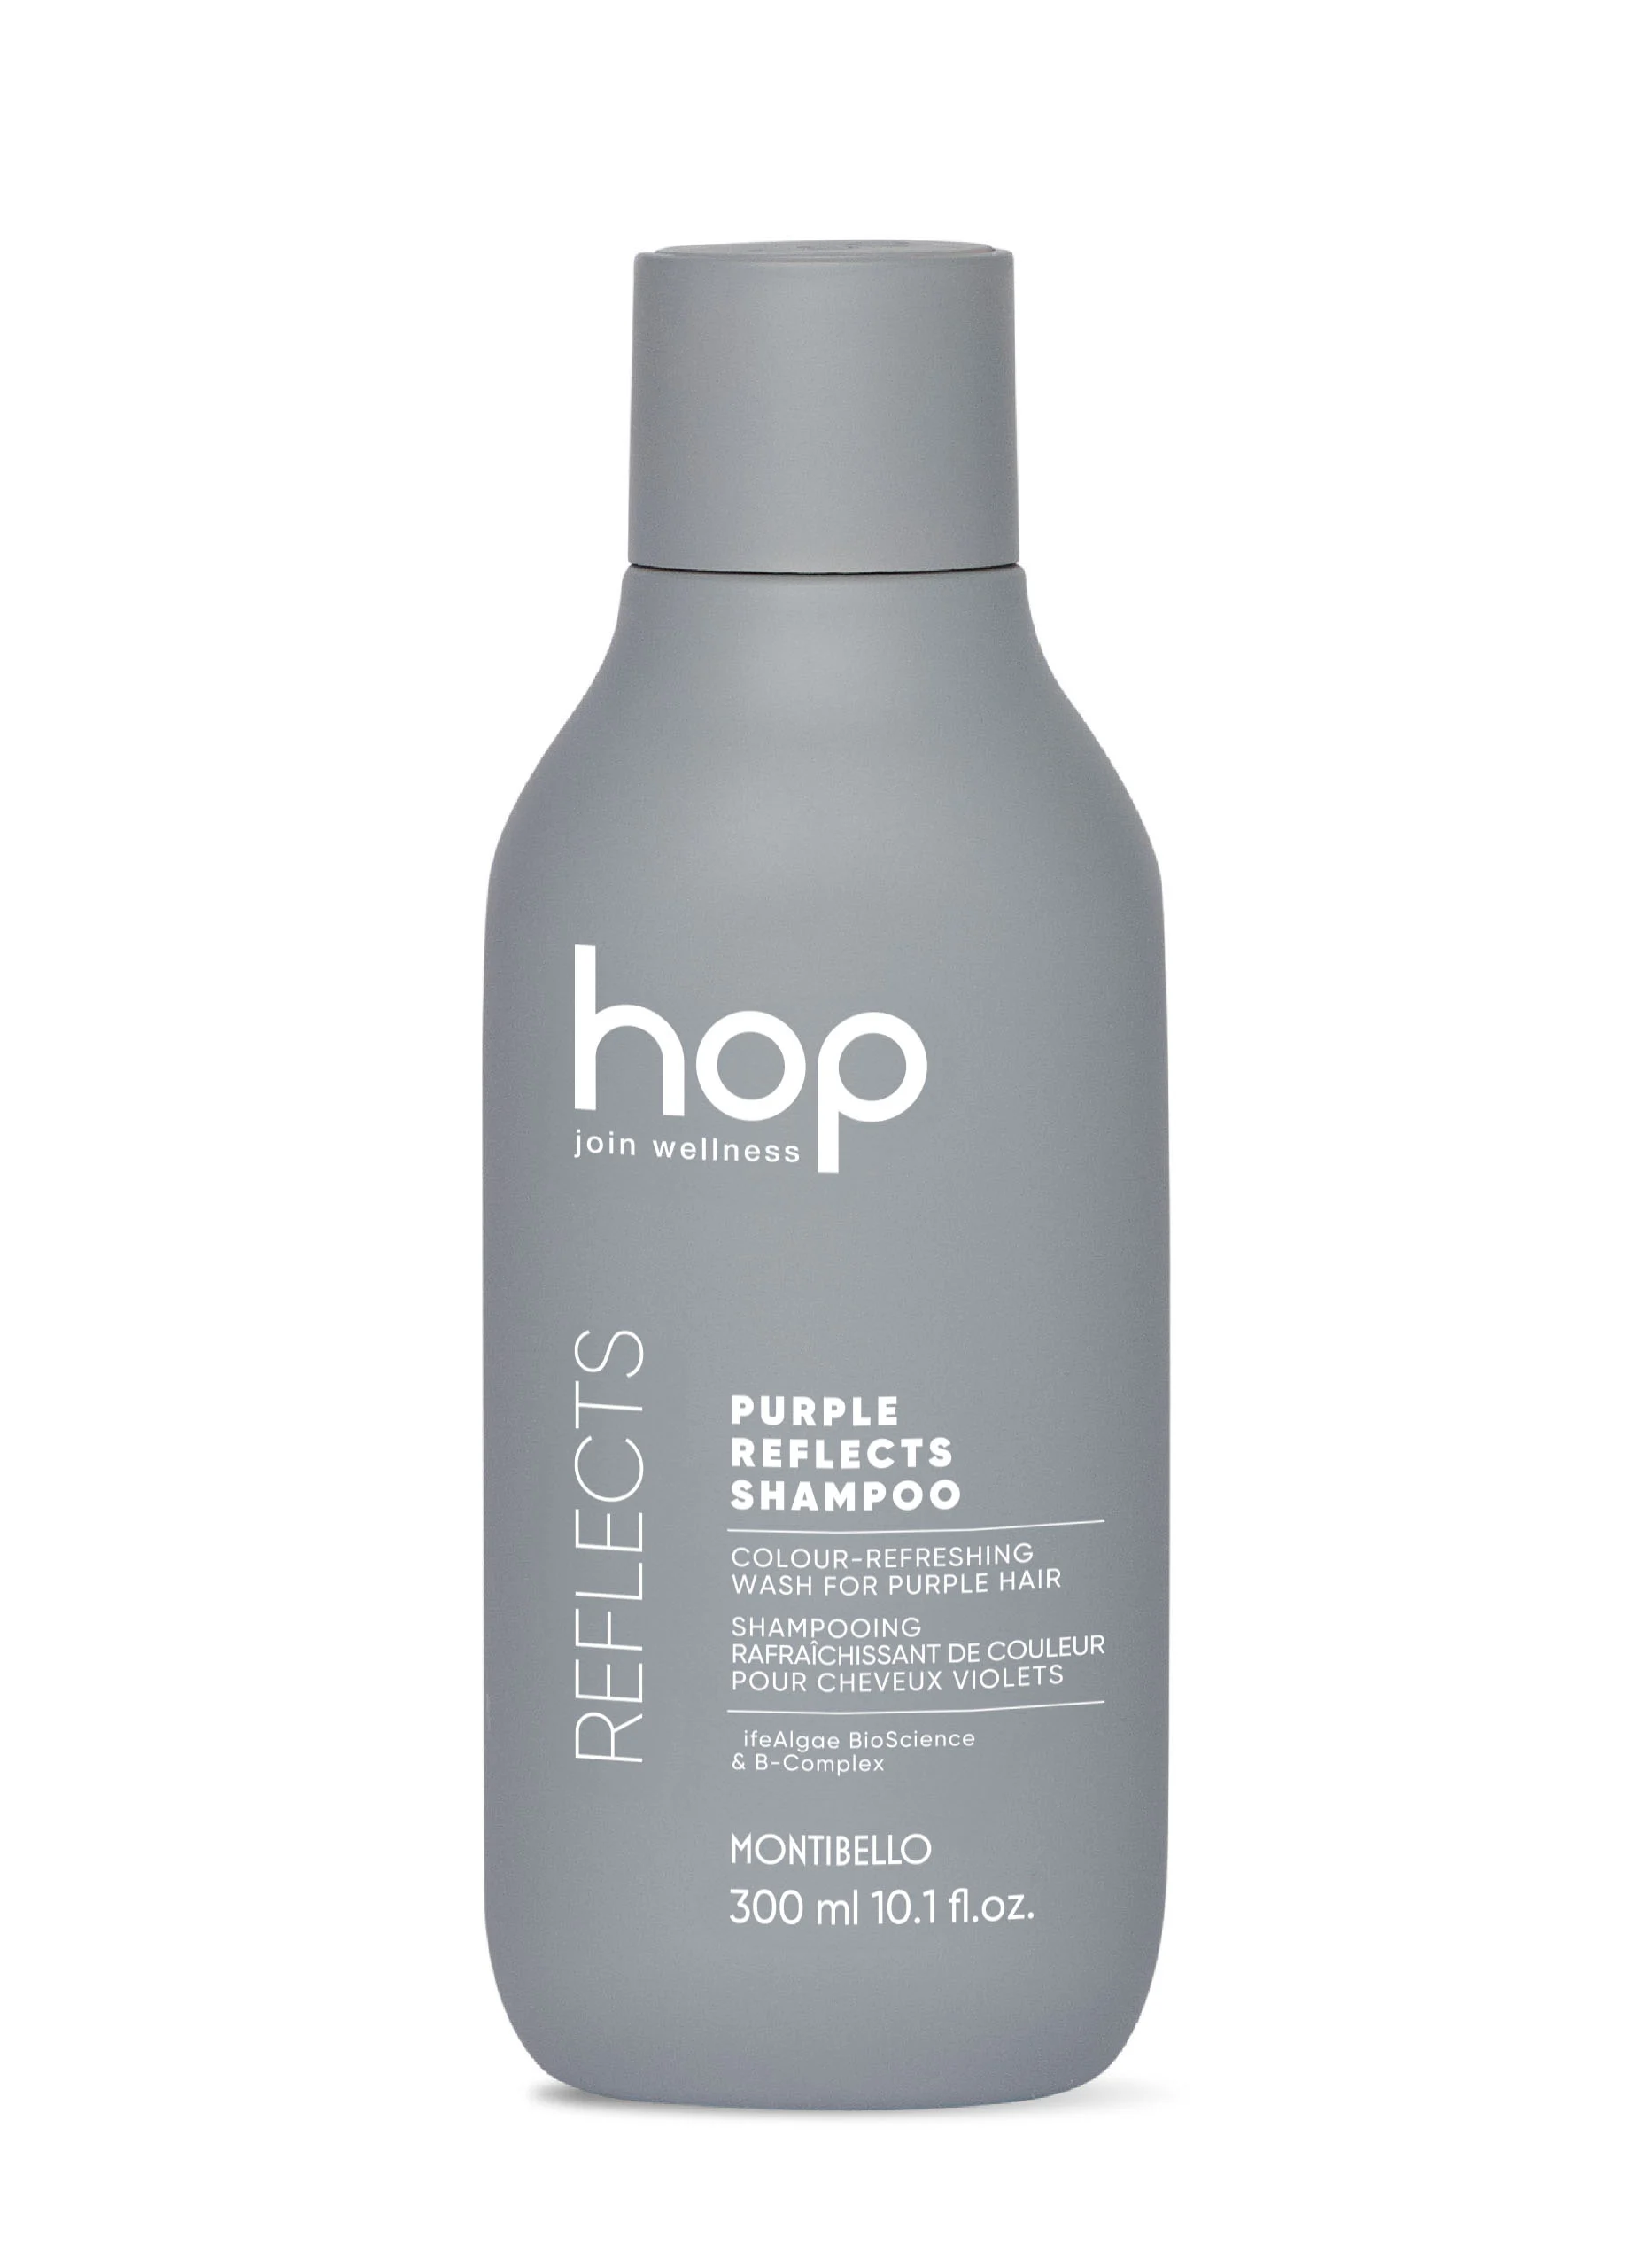 hop
join wellness
REFLECTS
PURPLE
REFLECTS
SHAMPOO
COLOUR-REFRESHING
WASH FOR PURPLE HAIR
SHAMPOOING
RAFRAÎCHISSANT DE COULEUR
POUR CHEVEUX VIOLETS
ifeAlgae BioScience
& B-Complex
MONTIBELLO
300 ml 10.1 fl.oz.